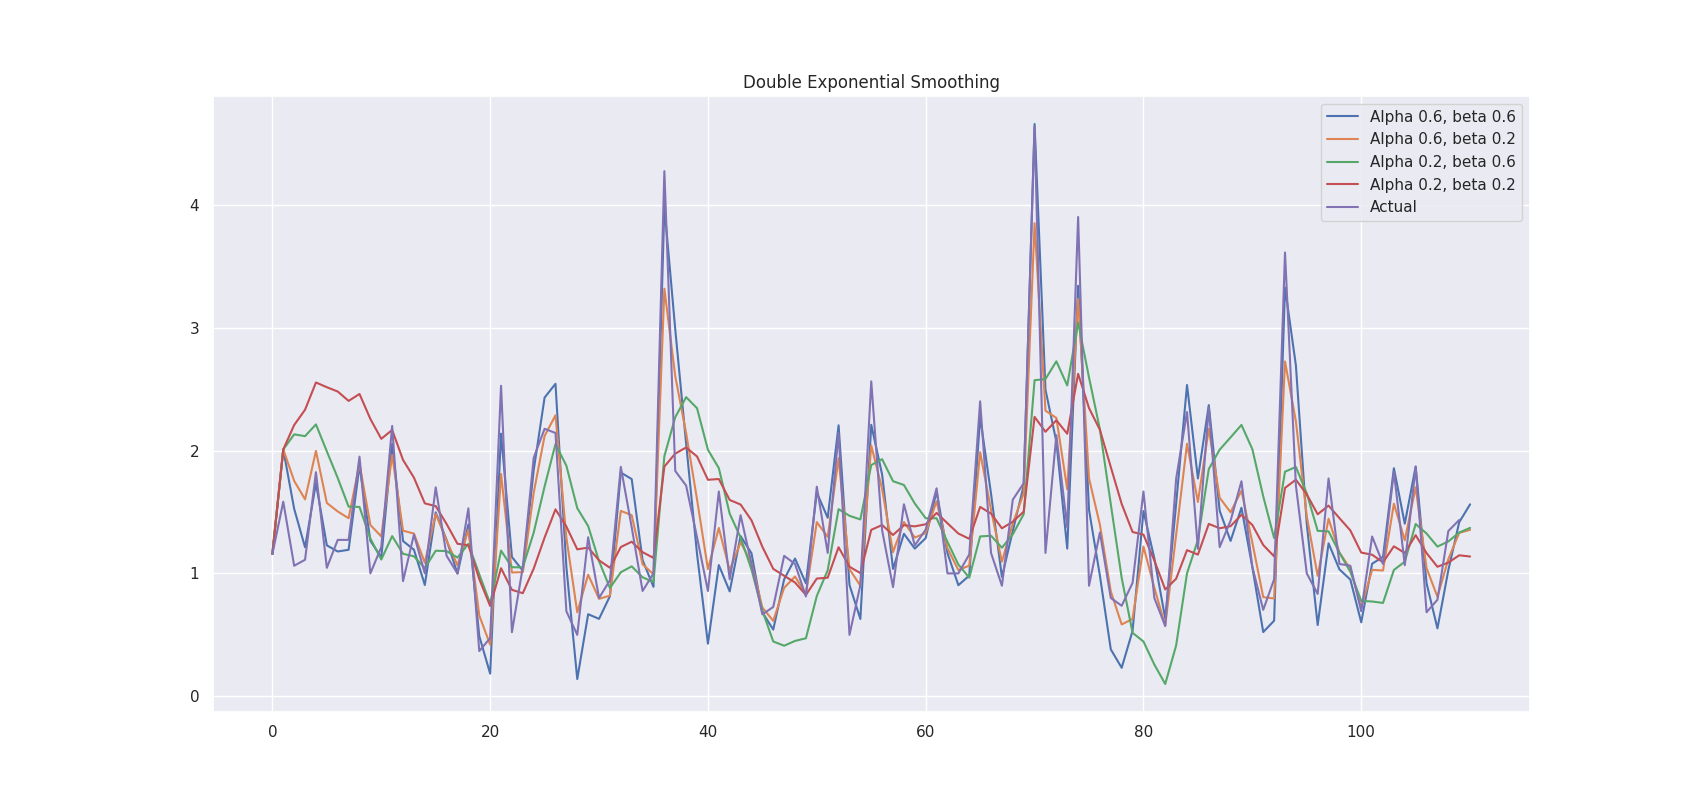 Double Exponential Smoothing
Alpha 0.6, beta 0.6
Alpha 0.6, beta 0.2
Alpha 0.2, beta 0.6
Alpha 0.2, beta 0.2
Actual
4
3
2
1
0
0 20 40 60 80 100